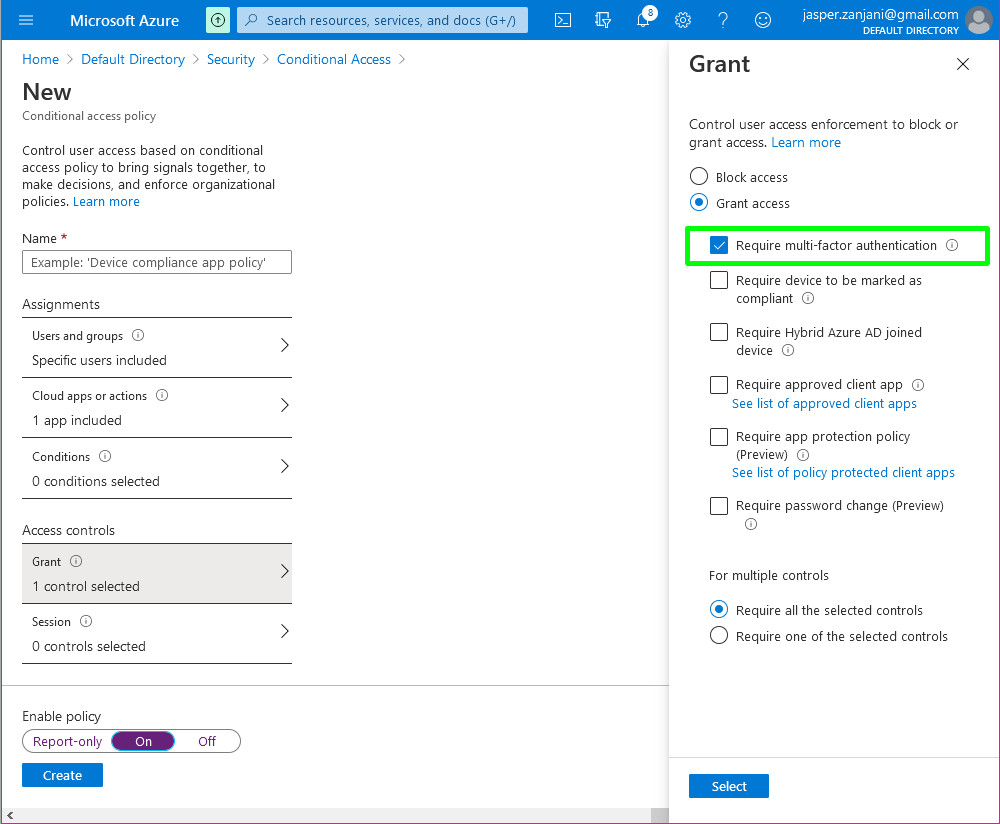 Microsoft Azure
Search resources, services, and docs (G+/)
8
jasper.zanjani@gmail.com
DEFAULT DIRECTORY
Home > Default Directory > Security > Conditional Access >
New
Conditional access policy
Control user access based on conditional
access policy to bring signals together, to
make decisions, and enforce organizational
policies. Learn more
Name *
Example: 'Device compliance app policy'
Assignments
Users and groups
Specific users included
Cloud apps or actions
1 app included
Conditions
0 conditions selected
Access controls
Grant
1 control selected
Session
0 controls selected
Enable policy
Report-only On Off
Create
Grant
Control user access enforcement to block or
grant access. Learn more
Block access
Grant access
Require multi-factor authentication
Require device to be marked as
compliant
Require Hybrid Azure AD joined
device
Require approved client app
See list of approved client apps
Require app protection policy
(Preview)
See list of policy protected client apps
Require password change (Preview)
For multiple controls
Require all the selected controls
Require one of the selected controls
Select